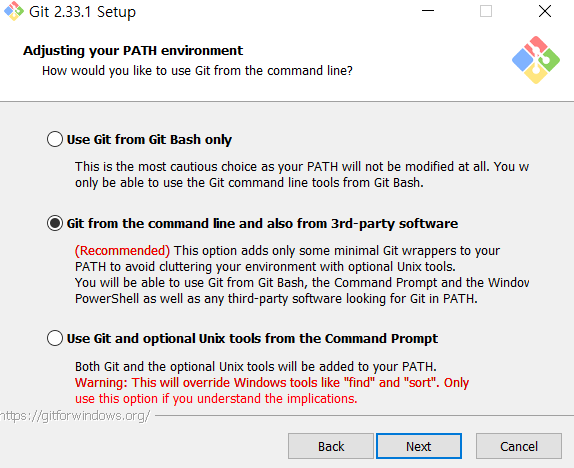 Git 2.33.1 Setup
Adjusting your PATH environment
How would you like to use Git from the command line?
Use Git from Git Bash only
This is the most cautious choice as your PATH will not be modified at all. You w
only be able to use the Git command line tools from Git Bash.
Git from the command line and also from 3rd-party software
(Recommended) This option adds only some minimal Git wrappers to your
PATH to avoid cluttering your environment with optional Unix tools.
You will be able to use Git from Git Bash, the Command Prompt and the Window
PowerShell as well as any third-party software looking for Git in PATH.
Use Git and optional Unix tools from the Command Prompt
Both Git and the optional Unix tools will be added to your PATH.
Warning: This will override Windows tools like "find" and "sort". Only
use this option if you understand the implications.
https://gitforwindows.org/
Back Next Cancel